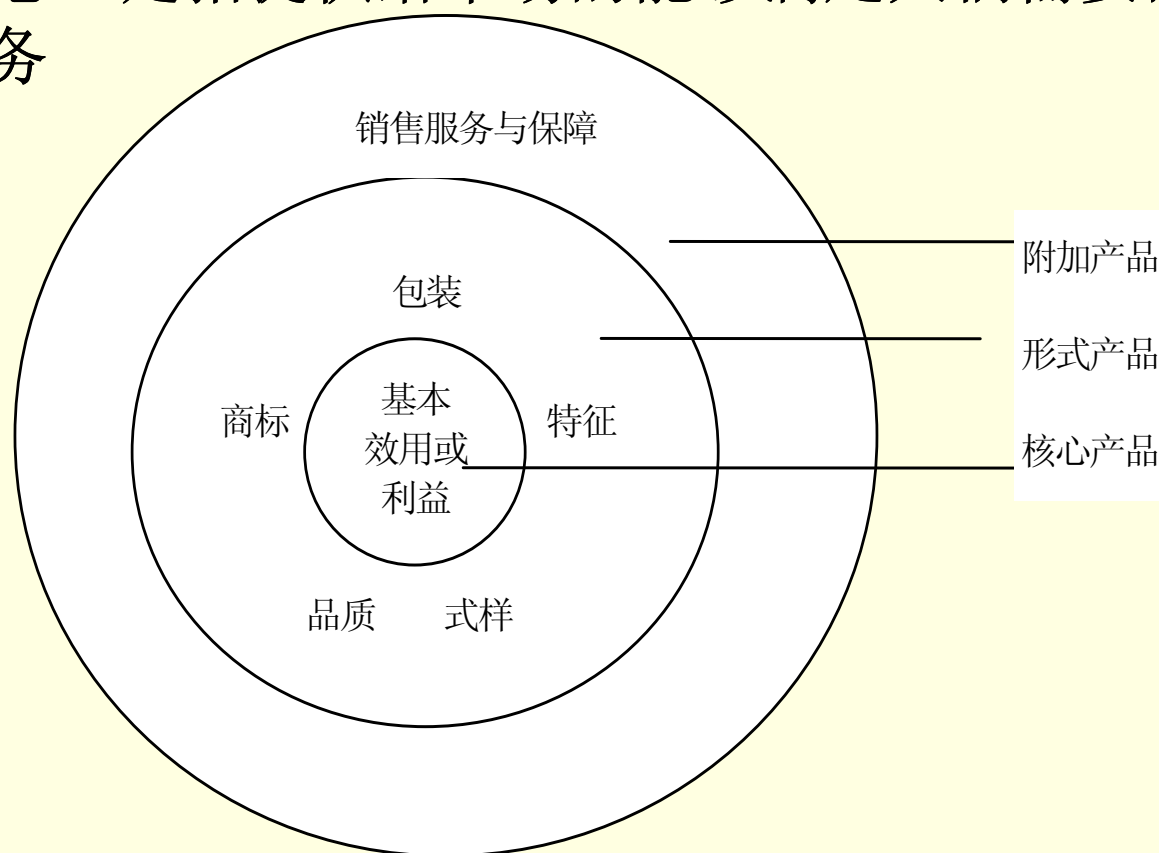 务
销售服务与保障
包装
商标
基本
效用或
利益
特征
品质 式样
附加产品
形式产品
核心产品